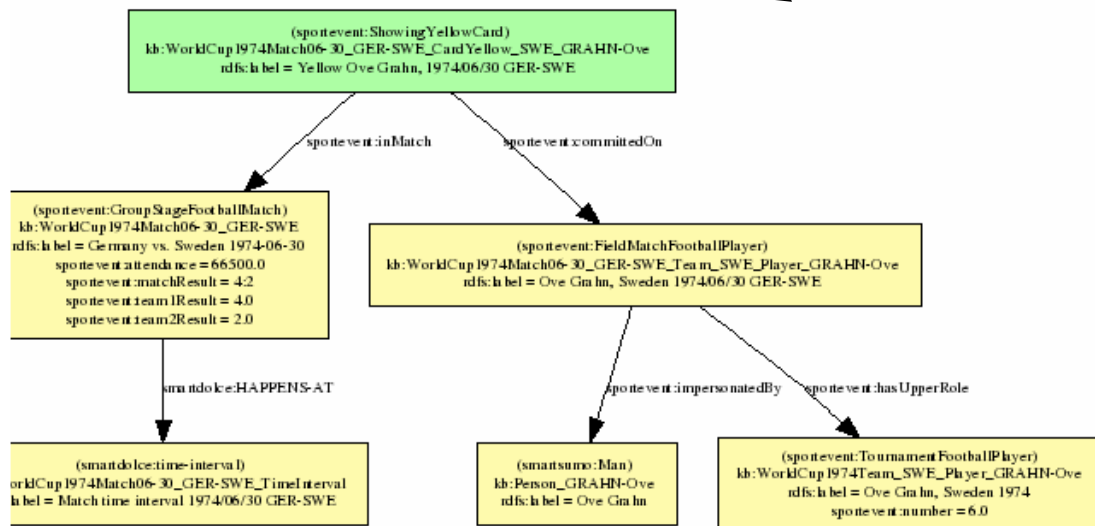 (sportevent:ShowingYellowCard)
kb:WorldCup1974Match06-30_GER-SWE_CardYellow_SWE_GRAHN-Ove
rdfs:label = Yellow Ove Grahn, 1974/06/30 GER-SWE
sportevent:inMatch
sportevent:committedOn
(sportevent:GroupStageFootballMatch)
kb:WorldCup1974Match06-30_GER-SWE
rdfs:label = Germany vs. Sweden 1974-06-30
sportevent:attendance = 66500.0
sportevent:matchResult = 4:2
sportevent:team1Result = 4.0
sportevent:team2Result = 2.0
(sportevent:FieldMatchFootballPlayer)
kb:WorldCup1974Match06-30_GER-SWE_Team_SWE_Player_GRAHN-Ove
rdfs:label = Ove Grahn, Sweden 1974/06/30 GER-SWE
smartdolce:HAPPENS-AT
sportevent:impersonatedBy
sportevent:hasUpperRole
(smartdolce:time-interval)
orldCup1974Match06-30_GER-SWE_TimeInterval
label = Match time interval 1974/06/30 GER-SWE
(smartsumo:Man)
kb:Person_GRAHN-Ove
rdfs:label = Ove Grahn
(sportevent:TournamentFootballPlayer)
kb:WorldCup1974Team_SWE_Player_GRAHN-Ove
rdfs:label = Ove Grahn, Sweden 1974
sportevent:number = 6.0